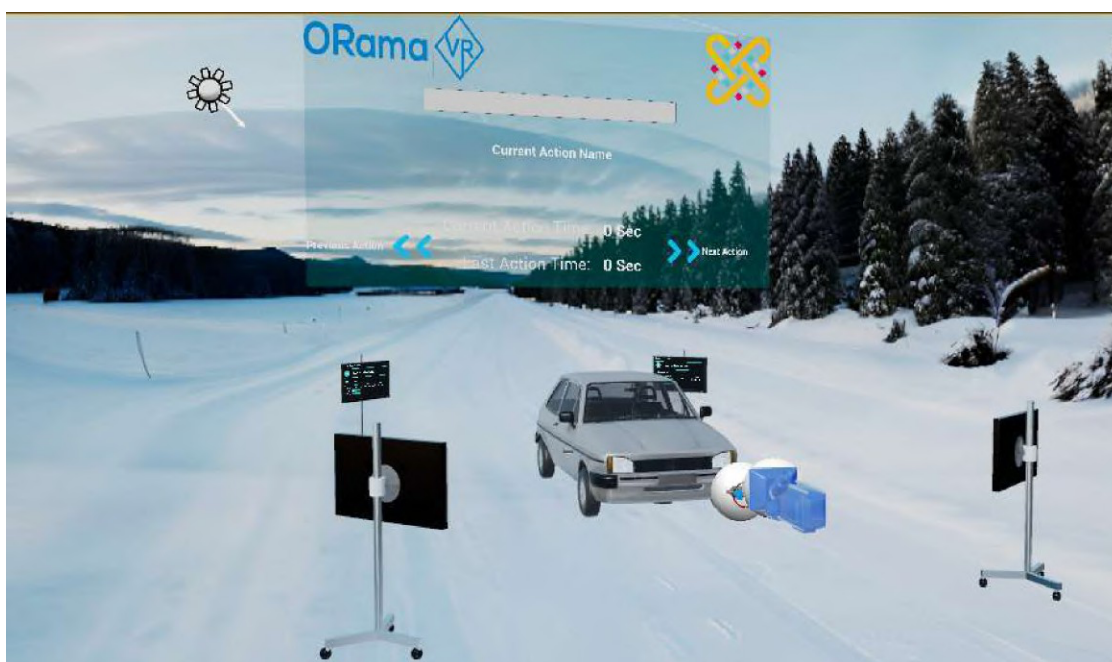 ORama VR
Current Action Name
Current Action Time: 0 Sec
Previous Action
Next Action
Last Action Time: 0 Sec